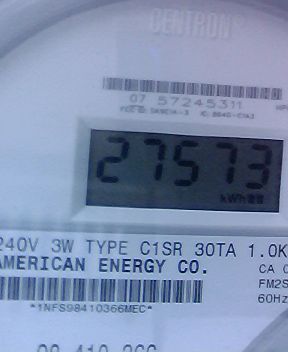 CENTRON
07 57245311
27573
kWh
240V 3W TYPE C1SR 30TA 1.0K
AMERICAN ENERGY CO.
CA
FM2S
60Hz
*1NFS98410366MEC*